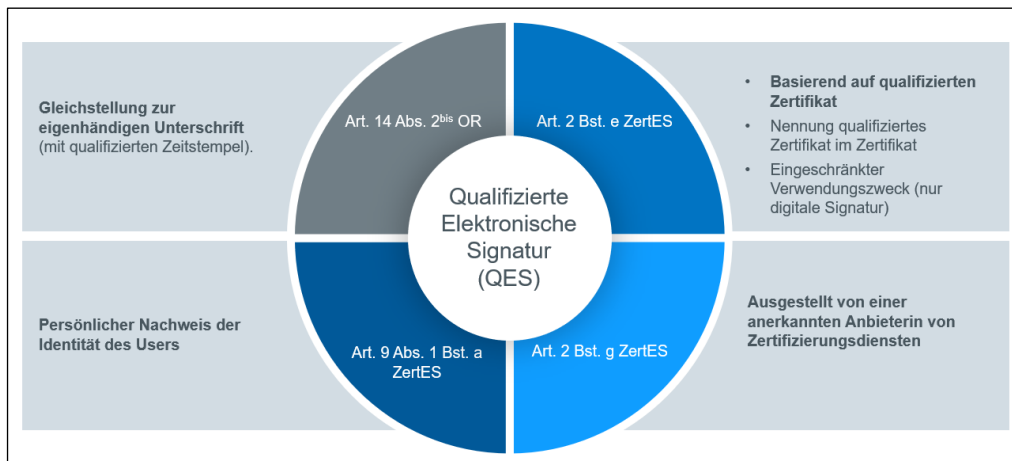 Gleichstellung zur
eigenhändigen Unterschrift
(mit qualifizierten Zeitstempel).
Art. 14 Abs. 2bis OR
Art. 2 Bst. e ZertES
• Basierend auf qualifizierten
Zertifikat
• Nennung qualifiziertes
Zertifikat im Zertifikat
• Eingeschränkter
Verwendungszweck (nur
digitale Signatur)
Qualifizierte
Elektronische
Signatur
(QES)
Persönlicher Nachweis der
Identität des Users
Art. 9 Abs. 1 Bst. a
ZertES
Art. 2 Bst. g ZertES
Ausgestellt von einer
anerkannten Anbieterin von
Zertifizierungsdiensten